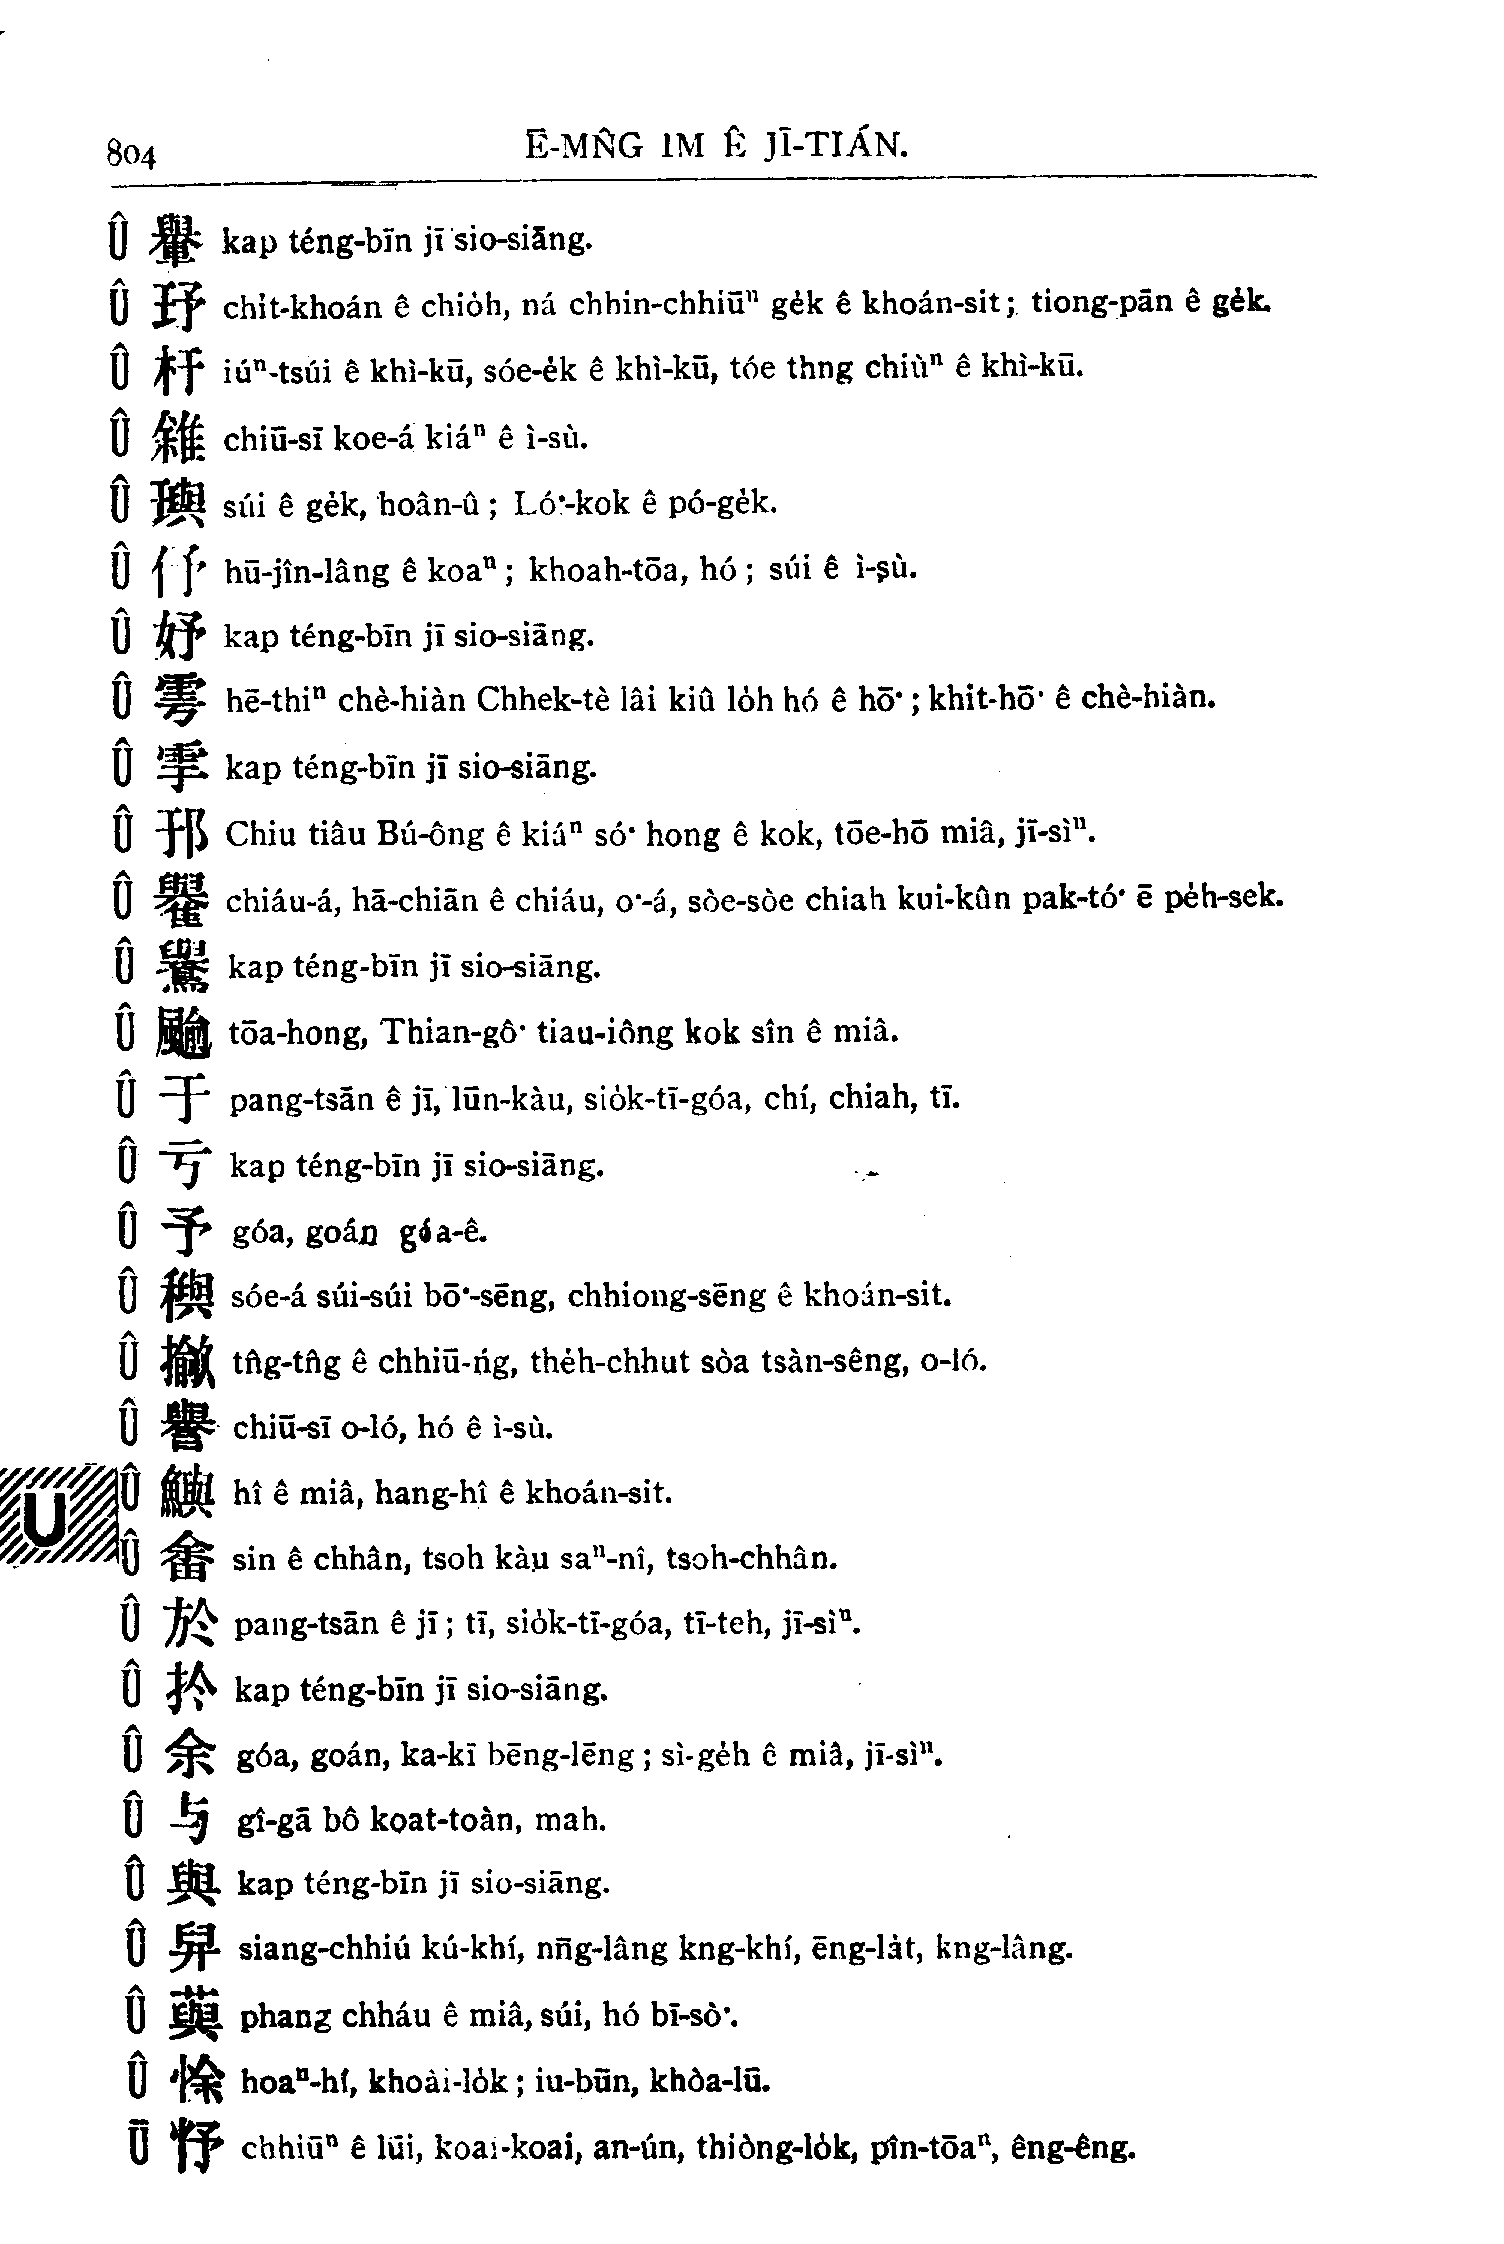 804
Ē-MN̂G IM Ê JĪ-TIÁN.
Û 轝 kap téng-bīn jī sio-siāng.
Û 玗 chi̍t-khoán ê chio̍h, ná chhin-chhiūⁿ ge̍k ê khoán-sit; tiong-pān ê ge̍k.
Û 杅 iúⁿ-tsúi ê khì-kū, sóe-e̍k ê khì-kū, tóe thng chiùⁿ ê khì-kū.
Û 雓 chiū-sī koe-á kiáⁿ ê ì-sù.
Û 璵 súi ê ge̍k, hoân-û; Ló͘-kok ê pó-ge̍k.
Û 伃 hū-jîn-lâng ê koaⁿ; khoah-tōa, hó; súi ê ì-sù.
Û 妤 kap téng-bīn jī sio-siāng.
Û 雩 hē-thiⁿ chè-hiàn Chhek-tè lâi kiû lo̍h hó ê hō͘; khit-hō͘ ê chè-hiàn.
Û kap téng-bīn jī sio-siāng.
Û 邘 Chiu tiâu Bú-ông ê kiáⁿ só͘ hong ê kok, tōe-hō miâ, jī-sìⁿ.
Û chiáu-á, hā-chiān ê chiáu, o͘-á, sòe-sòe chiah kui-kûn pak-tó͘ ē pe̍h-sek.
Û 鸒 kap téng-bīn jī sio-siāng.
Û tōa-hong, Thian-gô͘ tiau-iông kok sîn ê miâ.
Û 于 pang-tsān ê jī, lūn-kàu, sio̍k-tī-góa, chí, chiah, tī.
Û 亐 kap téng-bīn jī sio-siāng.
Û 予 góa, goán góa-ê.
Û 穥 sóe-á súi-súi bō͘-sēng, chhiong-sēng ê khoán-sit.
Û 揄 tn̂g-tn̂g ê chhiū-ńg, the̍h-chhut sòa tsàn-sêng, o-ló.
Û 譽 chiū-sī o-ló, hó ê ì-sù.
U
Û 鱮 hî ê miâ, hang-hî ê khoán-sit.
Û 畬 sin ê chhân, tsoh kàu saⁿ-nî, tsoh-chhân.
Û 於 pang-tsān ê jī; tī, sio̍k-tī-góa, tī-teh, jī-sìⁿ.
Û 扵 kap téng-bīn jī sio-siāng.
Û 余 góa, goán, ka-kī bēng-lēng; sì-ge̍h ê miâ, jī-sìⁿ.
Û 与 gî-gā bô koat-toàn, mah.
Û 與 kap téng-bīn jī sio-siāng.
Û 舁 siang-chhiú kú-khí, nn̄g-lâng kng-khí, ēng-la̍t, kng-lâng.
Û 藇 phang chháu ê miâ, súi, hó bī-sò͘.
Û 悇 hoaⁿ-hí, khoài-lo̍k; iu-būn, khòa-lū.
Ū 忬 chhiūⁿ ê lūi, koai-koai, an-ún, thiòng-lo̍k, pîn-tōaⁿ, êng-êng.